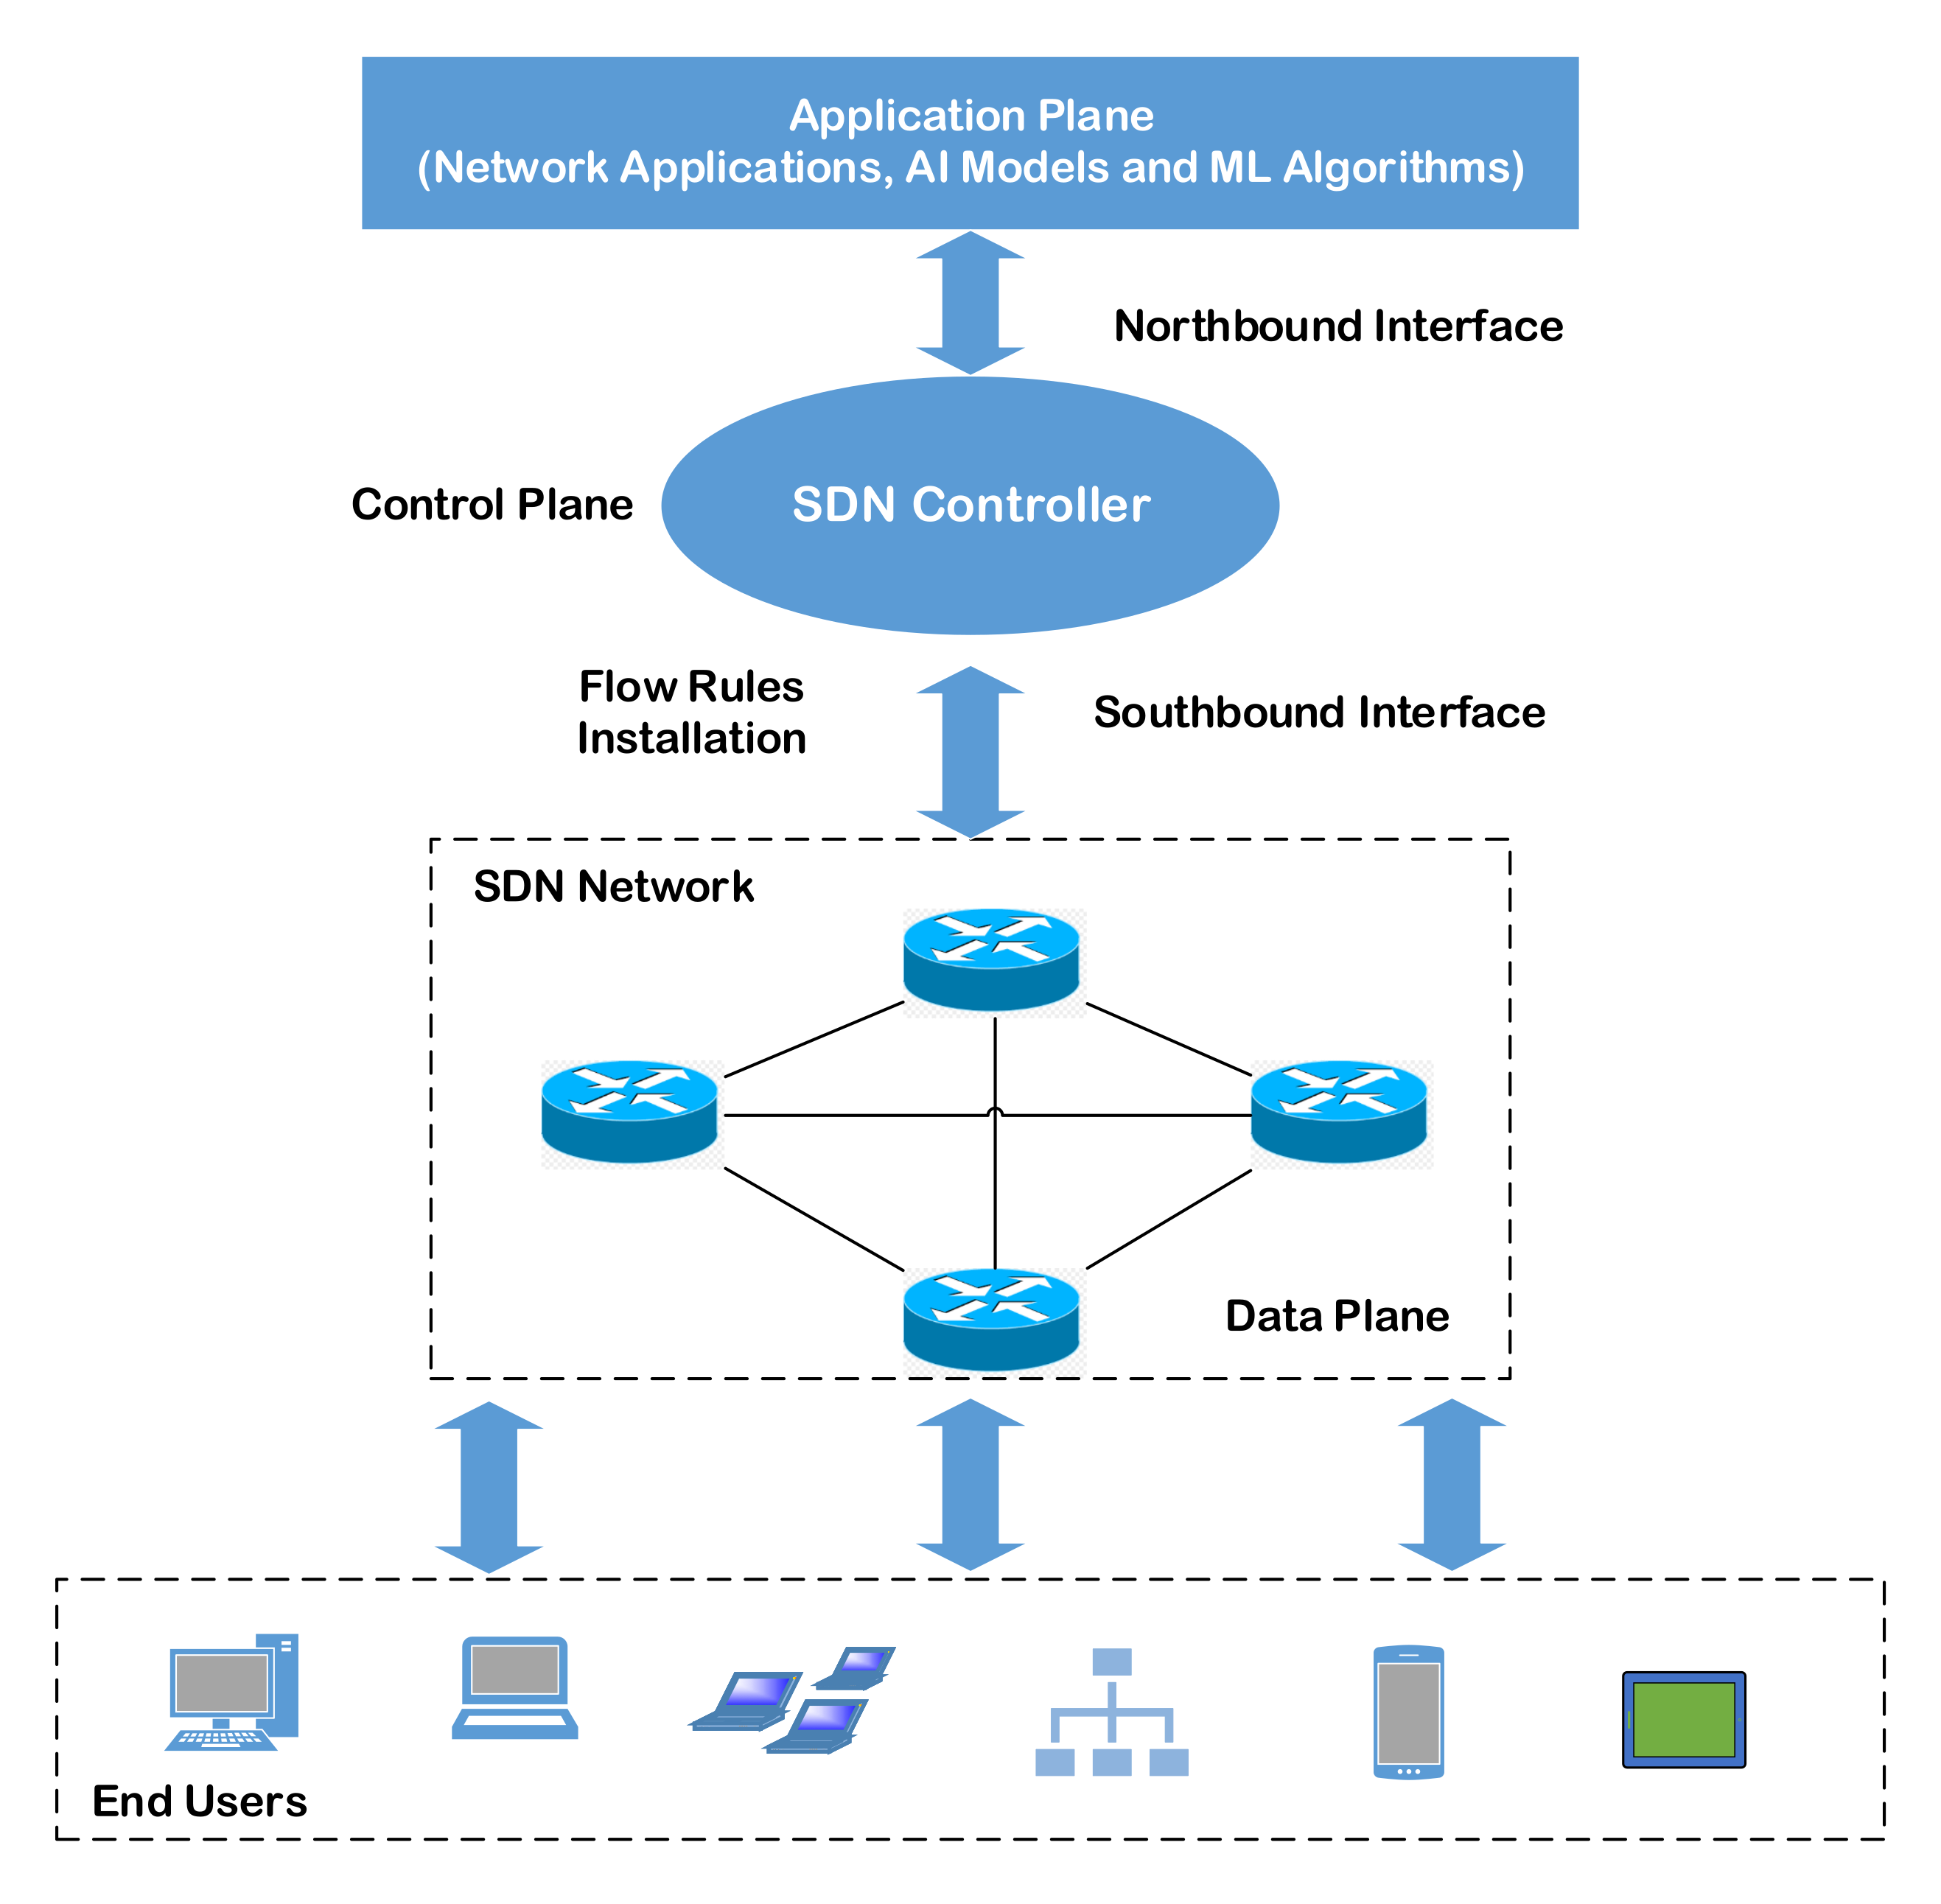 Application Plane
(Network Applications, AI Models and ML Algorithms)
Northbound Interface
Control Plane
SDN Controller
Flow Rules
Installation
Southbound Interface
SDN Network
Data Plane
End Users